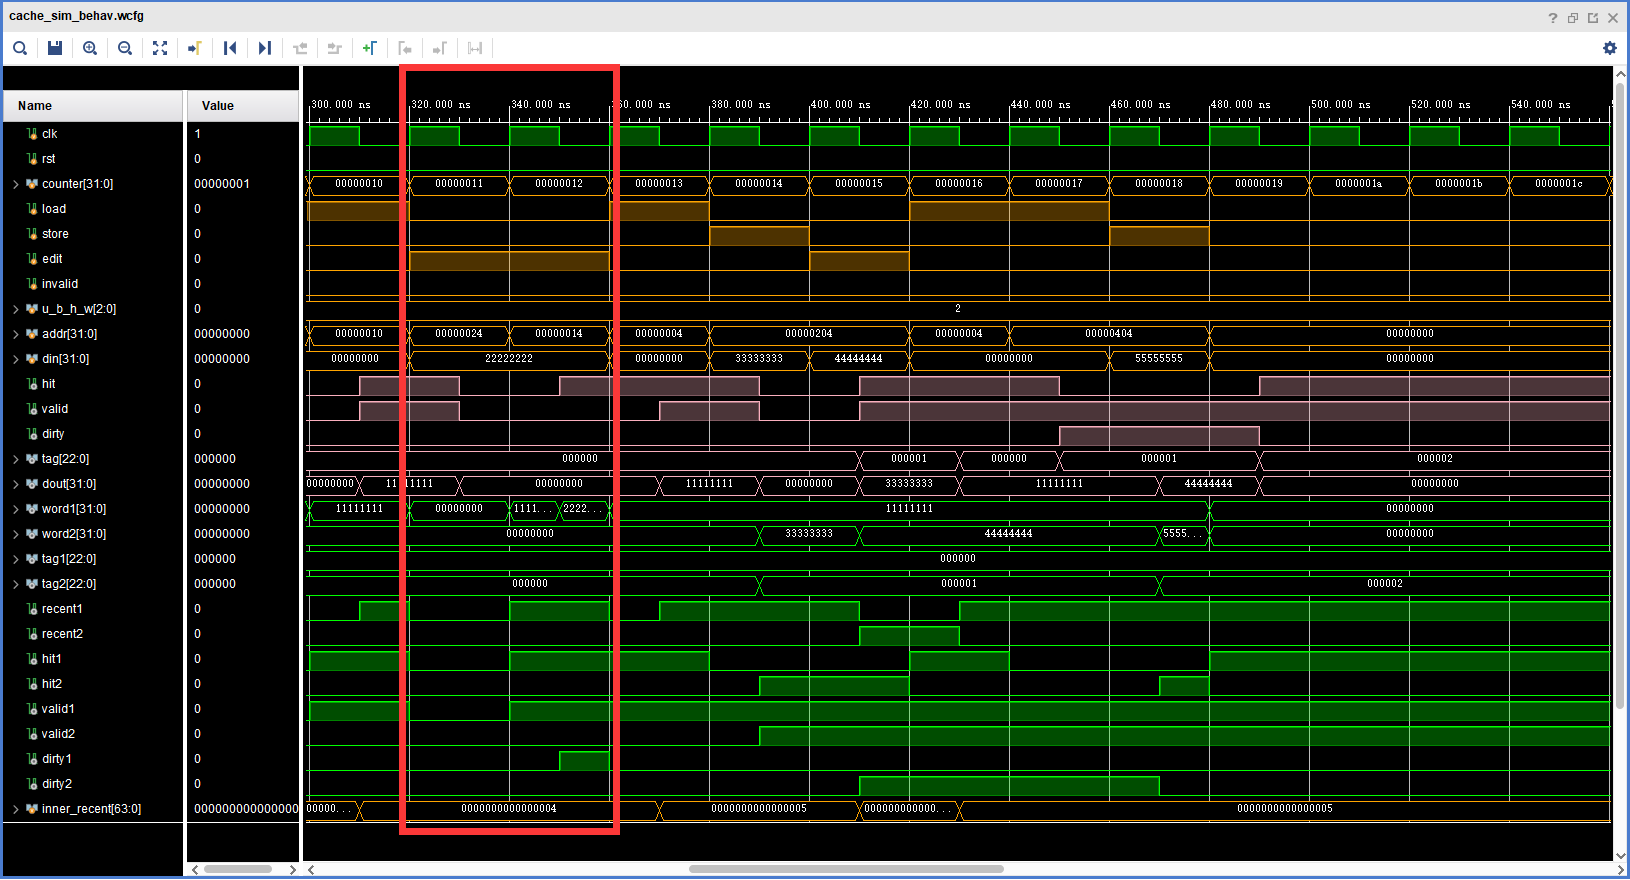 cache_sim_behav.wcfg
Name Value
300.000 ns 320.000 ns 340.000 ns 360.000 ns 380.000 ns 400.000 ns 420.000 ns 440.000 ns 460.000 ns 480.000 ns 500.000 ns 520.000 ns 540.000 ns
clk 1
rst 0
counter[31:0] 00000001 00000010 00000011 00000012 00000013 00000014 00000015 00000016 00000017 00000018 00000019 0000001a 0000001b 0000001c
load 0
store 0
edit 0
invalid 0
u_b_h_w[2:0] 0 2
addr[31:0] 00000000 00000010 00000024 00000014 00000004 00000204 00000004 00000404 00000000
din[31:0] 00000000 00000000 22222222 00000000 33333333 44444444 00000000 55555555 00000000
hit 0
valid 0
dirty 0
tag[22:0] 000000 000000 000001 000000 000001 000002
dout[31:0] 00000000 00000000 11111111 00000000 11111111 00000000 33333333 11111111 44444444 00000000
word1[31:0] 00000000 11111111 00000000 1111... 2222... 11111111 00000000
word2[31:0] 00000000 00000000 33333333 44444444 5555... 00000000
tag1[22:0] 000000 000000
tag2[22:0] 000000 000000 000001 000002
recent1 0
recent2 0
hit1 0
hit2 0
valid1 0
valid2 0
dirty1 0
dirty2 0
inner_recent[63:0] 000000000000000 00000... 0000000000000004 0000000000000005 000000000000... 0000000000000005